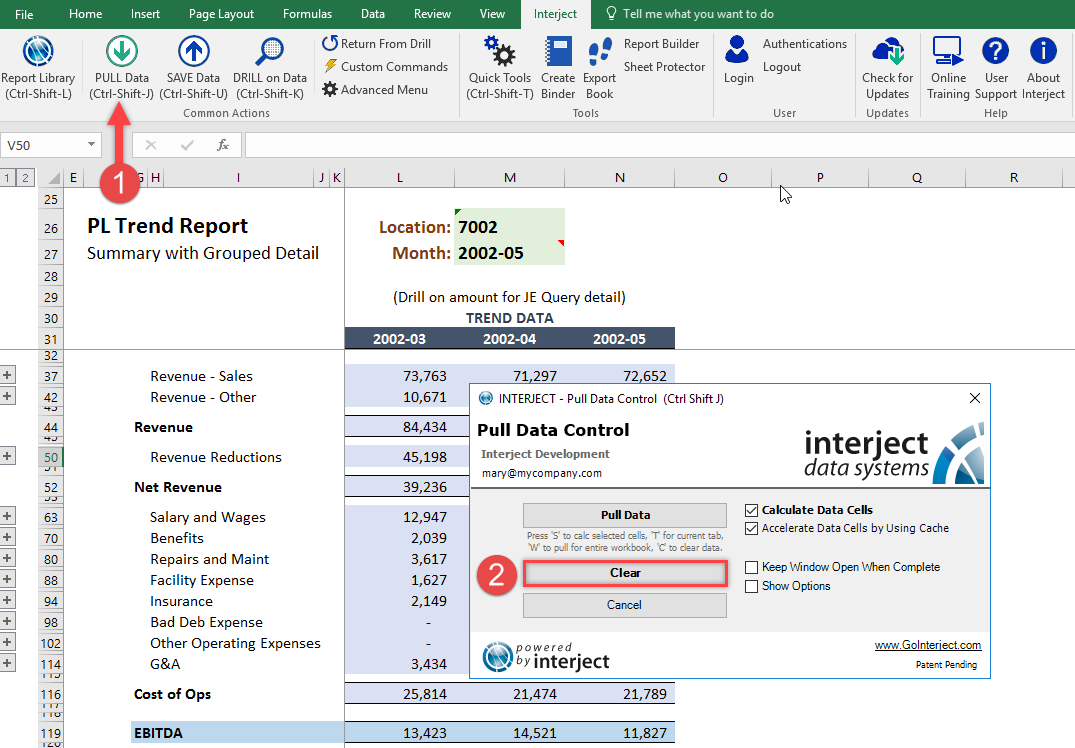 File Home Insert Page Layout Formulas Data Review View Interject Tell me what you want to do
Report Library (Ctrl-Shift-L)
PULL Data (Ctrl-Shift-J)
SAVE Data (Ctrl-Shift-U)
DRILL on Data (Ctrl-Shift-K)
Return From Drill
Custom Commands
Advanced Menu
Common Actions
Quick Tools (Ctrl-Shift-T)
Create Binder
Export Book
Report Builder
Sheet Protector
Tools
Login
Authentications
Logout
User
Check for Updates
Updates
Online Training
User Support
About Interject
Help
V50 fx
1
1 2 E G H I J K L M N O P Q R
25
26 PL Trend Report Location: 7002
27 Summary with Grouped Detail Month: 2002-05
28
29 (Drill on amount for JE Query detail)
30 TREND DATA
31 2002-03 2002-04 2002-05
32
37 Revenue - Sales 73,763 71,297 72,652
42 Revenue - Other 10,671
43
44 Revenue 84,434
45
50 Revenue Reductions 45,198
51
52 Net Revenue 39,236
53
63 Salary and Wages 12,947
70 Benefits 2,039
80 Repairs and Maint 3,617
88 Facility Expense 1,627
94 Insurance 2,149
98 Bad Deb Expense -
102 Other Operating Expenses -
114 G&A 3,434
115
116 Cost of Ops 25,814 21,474 21,789
117
118
119 EBITDA 13,423 14,521 11,827
120
INTERJECT - Pull Data Control (Ctrl Shift J)
Pull Data Control
Interject Development
mary@mycompany.com
interject
data systems
Pull Data
Press 'S' to calc selected cells, 'T' for current tab,
'W' to pull for entire workbook, 'C' to clear data.
2
Clear
Cancel
Calculate Data Cells
Accelerate Data Cells by Using Cache
Keep Window Open When Complete
Show Options
powered
by interject
www.GoInterject.com
Patent Pending